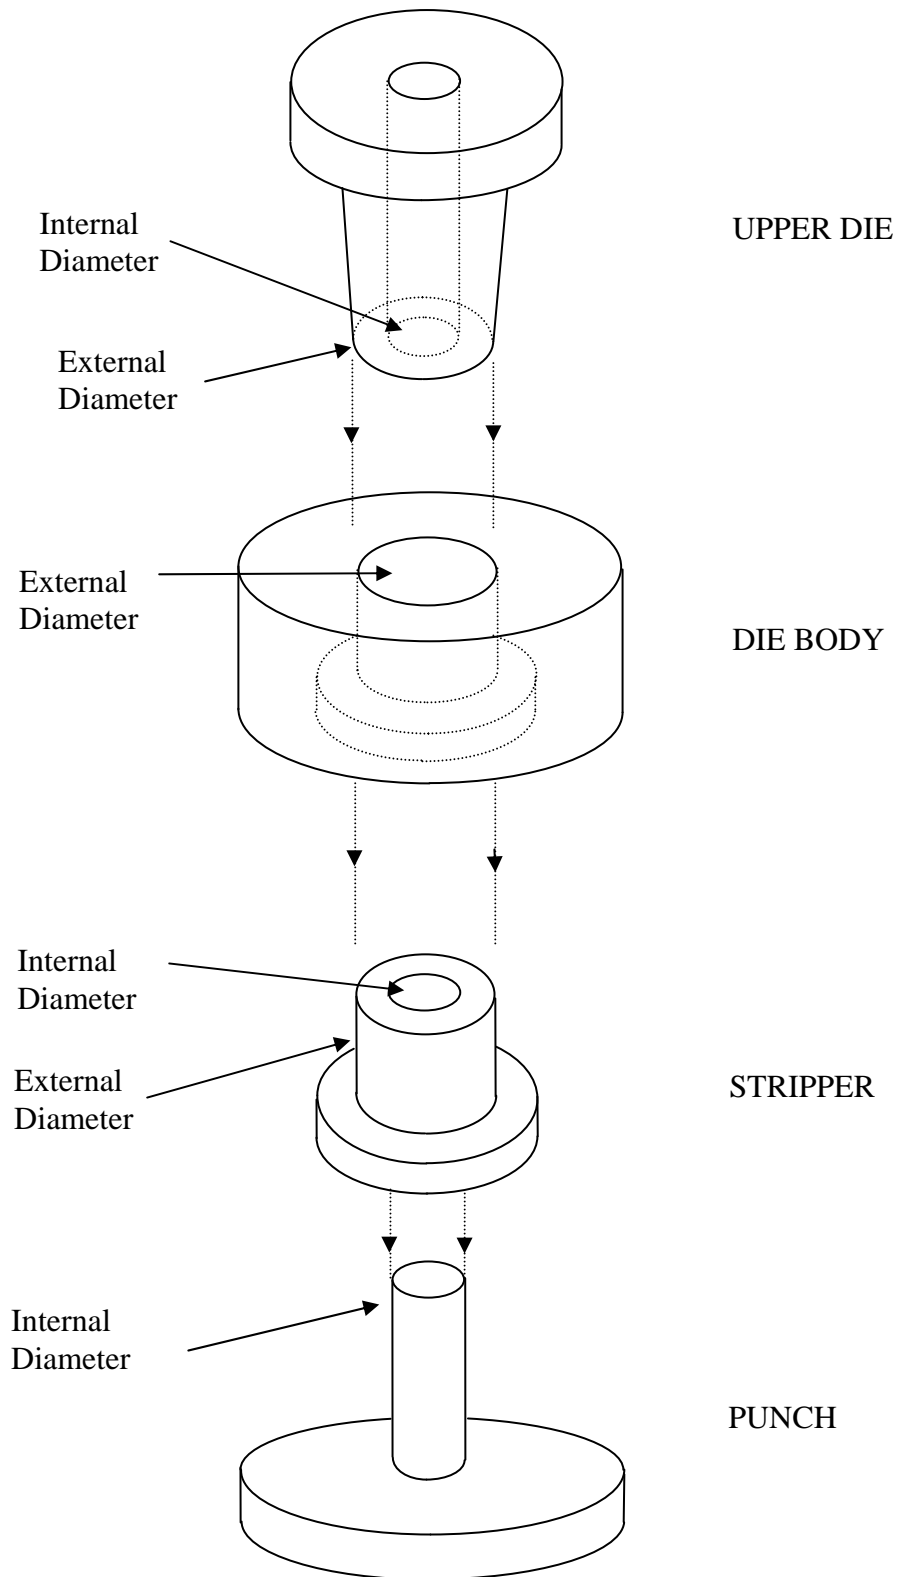 Internal
Diameter
UPPER DIE
External
Diameter
External
Diameter
DIE BODY
Internal
Diameter
External
Diameter
STRIPPER
Internal
Diameter
PUNCH